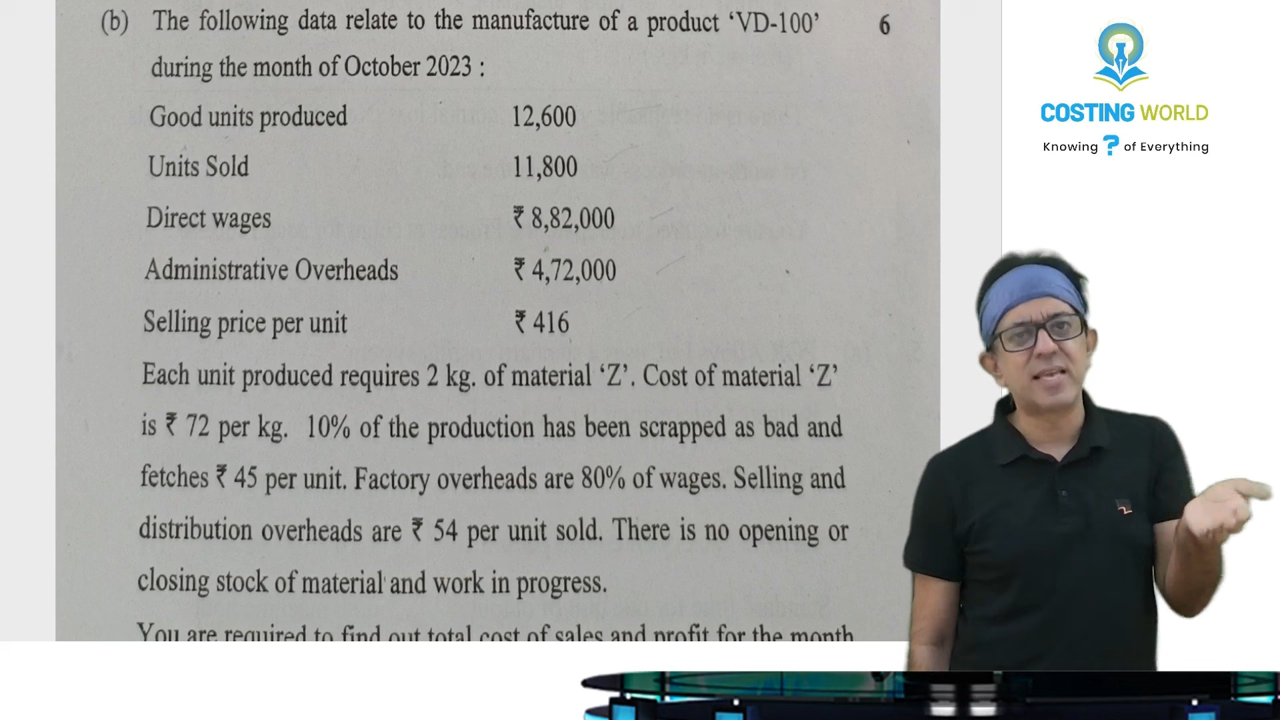 (b) The following data relate to the manufacture of a product ‘VD-100’ 6
during the month of October 2023 :
Good units produced 12,600
Units Sold 11,800
Direct wages ₹ 8,82,000
Administrative Overheads ₹ 4,72,000
Selling price per unit ₹ 416
Each unit produced requires 2 kg. of material ‘Z’. Cost of material ‘Z’
is ₹ 72 per kg. 10% of the production has been scrapped as bad and
fetches ₹ 45 per unit. Factory overheads are 80% of wages. Selling and
distribution overheads are ₹ 54 per unit sold. There is no opening or
closing stock of material and work in progress.
You are required to find out total cost of sales and profit for the month
COSTING WORLD
Knowing ? of Everything